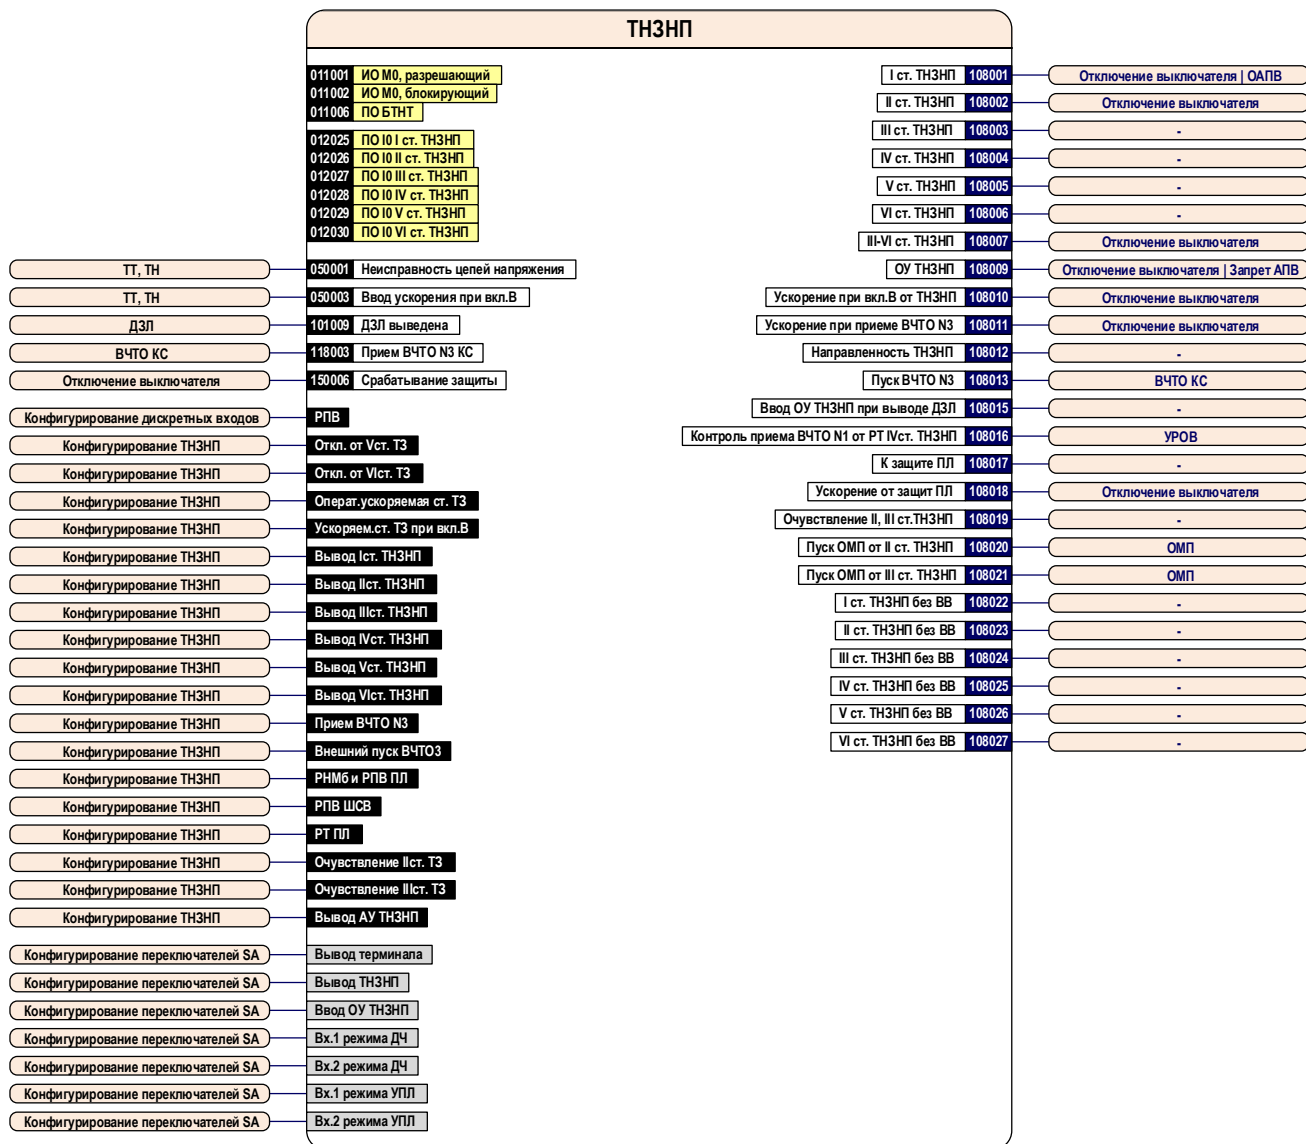 ТНЗНП
011001 ИО М0, разрешающий
011002 ИО М0, блокирующий
011006 ПО БТНТ
012025 ПО I0 I ст. ТНЗНП
012026 ПО I0 II ст. ТНЗНП
012027 ПО I0 III ст. ТНЗНП
012028 ПО I0 IV ст. ТНЗНП
012029 ПО I0 V ст. ТНЗНП
012030 ПО I0 VI ст. ТНЗНП
ТТ, ТН 050001 Неисправность цепей напряжения
ТТ, ТН 050003 Ввод ускорения при вкл.В
ДЗЛ 101009 ДЗЛ выведена
ВЧТО КС 118003 Прием ВЧТО N3 КС
Отключение выключателя 150006 Срабатывание защиты
Конфигурирование дискретных входов РПВ
Конфигурирование ТНЗНП Откл. от Vст. ТЗ
Конфигурирование ТНЗНП Откл. от VIст. ТЗ
Конфигурирование ТНЗНП Операт.ускоряемая ст. ТЗ
Конфигурирование ТНЗНП Ускоряем.ст. ТЗ при вкл.В
Конфигурирование ТНЗНП Вывод Iст. ТНЗНП
Конфигурирование ТНЗНП Вывод IIст. ТНЗНП
Конфигурирование ТНЗНП Вывод IIIст. ТНЗНП
Конфигурирование ТНЗНП Вывод IVст. ТНЗНП
Конфигурирование ТНЗНП Вывод Vст. ТНЗНП
Конфигурирование ТНЗНП Вывод VIст. ТНЗНП
Конфигурирование ТНЗНП Прием ВЧТО N3
Конфигурирование ТНЗНП Внешний пуск ВЧТО3
Конфигурирование ТНЗНП РНМб и РПВ ПЛ
Конфигурирование ТНЗНП РПВ ШСВ
Конфигурирование ТНЗНП РТ ПЛ
Конфигурирование ТНЗНП Очувствление IIст. ТЗ
Конфигурирование ТНЗНП Очувствление IIIст. ТЗ
Конфигурирование ТНЗНП Вывод АУ ТНЗНП
Конфигурирование переключателей SA Вывод терминала
Конфигурирование переключателей SA Вывод ТНЗНП
Конфигурирование переключателей SA Ввод ОУ ТНЗНП
Конфигурирование переключателей SA Вх.1 режима ДЧ
Конфигурирование переключателей SA Вх.2 режима ДЧ
Конфигурирование переключателей SA Вх.1 режима УПЛ
Конфигурирование переключателей SA Вх.2 режима УПЛ
I ст. ТНЗНП 108001 Отключение выключателя | ОАПВ
II ст. ТНЗНП 108002 Отключение выключателя
III ст. ТНЗНП 108003 -
IV ст. ТНЗНП 108004 -
V ст. ТНЗНП 108005 -
VI ст. ТНЗНП 108006 -
III-VI ст. ТНЗНП 108007 Отключение выключателя
ОУ ТНЗНП 108009 Отключение выключателя | Запрет АПВ
Ускорение при вкл.В от ТНЗНП 108010 Отключение выключателя
Ускорение при приеме ВЧТО N3 108011 Отключение выключателя
Направленность ТНЗНП 108012 -
Пуск ВЧТО N3 108013 ВЧТО КС
Ввод ОУ ТНЗНП при выводе ДЗЛ 108015 -
Контроль приема ВЧТО N1 от РТ IVст. ТНЗНП 108016 УРОВ
К защите ПЛ 108017 -
Ускорение от защит ПЛ 108018 Отключение выключателя
Очувствление II, III ст.ТНЗНП 108019 -
Пуск ОМП от II ст. ТНЗНП 108020 ОМП
Пуск ОМП от III ст. ТНЗНП 108021 ОМП
I ст. ТНЗНП без ВВ 108022 -
II ст. ТНЗНП без ВВ 108023 -
III ст. ТНЗНП без ВВ 108024 -
IV ст. ТНЗНП без ВВ 108025 -
V ст. ТНЗНП без ВВ 108026 -
VI ст. ТНЗНП без ВВ 108027 -